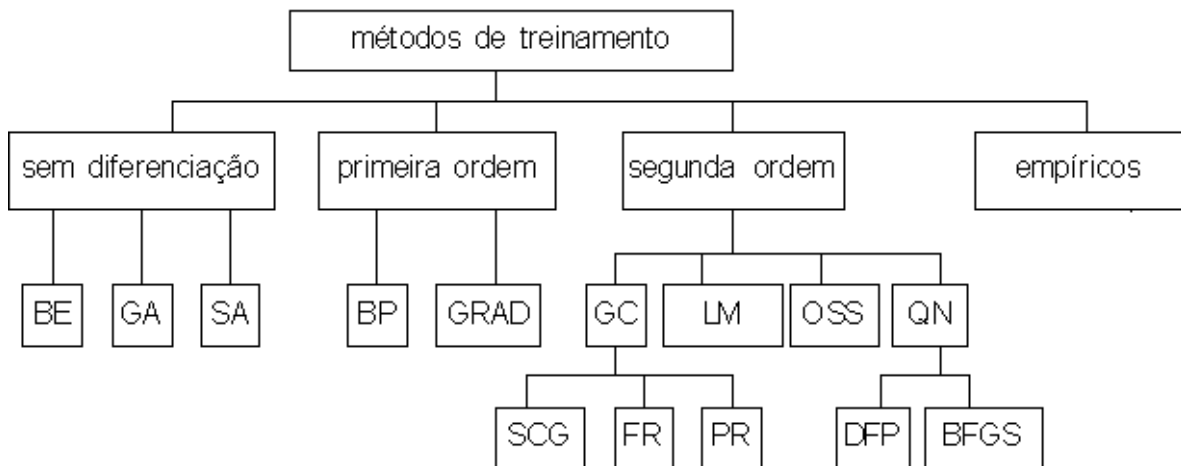 métodos de treinamento
sem diferenciação
primeira ordem
segunda ordem
empíricos
BE
GA
SA
BP
GRAD
GC
LM
OSS
QN
SCG
FR
PR
DFP
BFGS